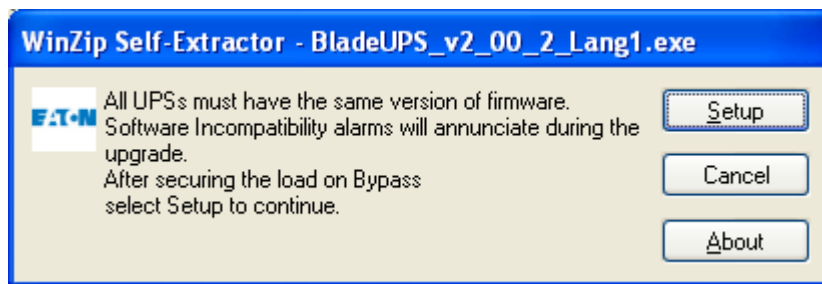 WinZip Self-Extractor - BladeUPS_v2_00_2_Lang1.exe
EATON
All UPSs must have the same version of firmware.
Software Incompatibility alarms will annunciate during the
upgrade.
After securing the load on Bypass
select Setup to continue.
Setup
Cancel
About